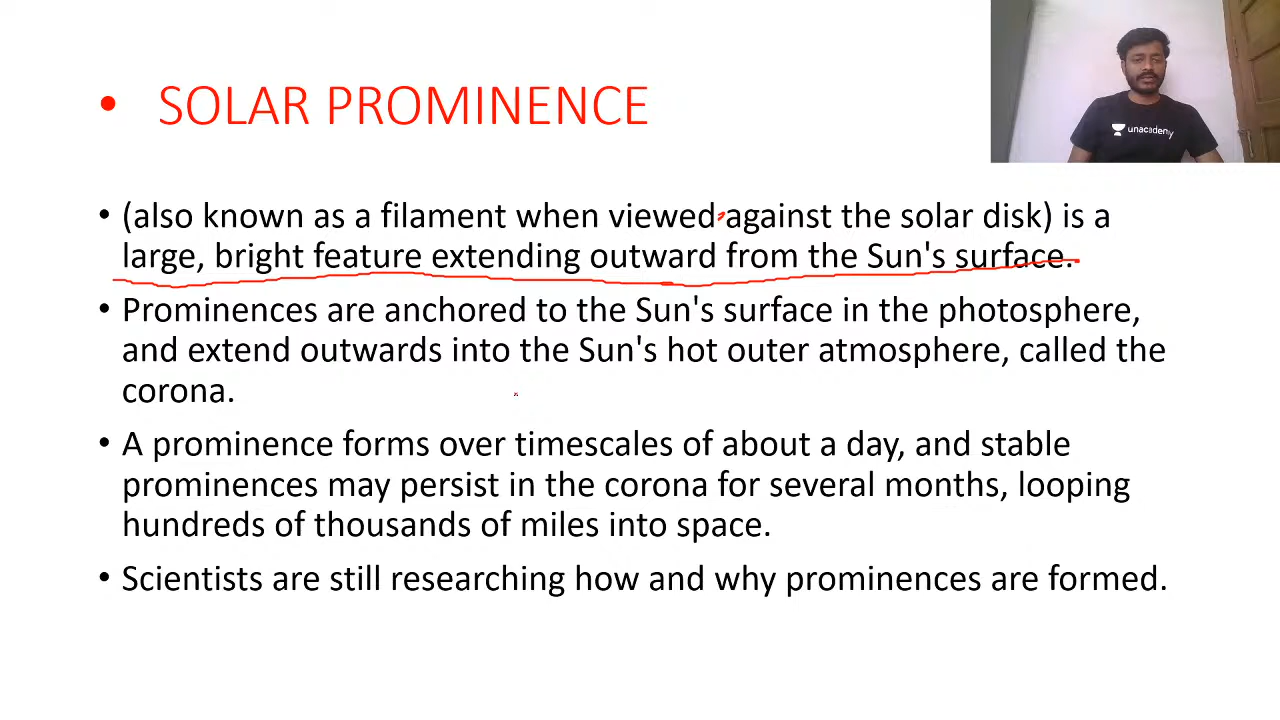 • SOLAR PROMINENCE
unacademy
• (also known as a filament when viewed against the solar disk) is a
large, bright feature extending outward from the Sun's surface.
• Prominences are anchored to the Sun's surface in the photosphere,
and extend outwards into the Sun's hot outer atmosphere, called the
corona.
• A prominence forms over timescales of about a day, and stable
prominences may persist in the corona for several months, looping
hundreds of thousands of miles into space.
• Scientists are still researching how and why prominences are formed.